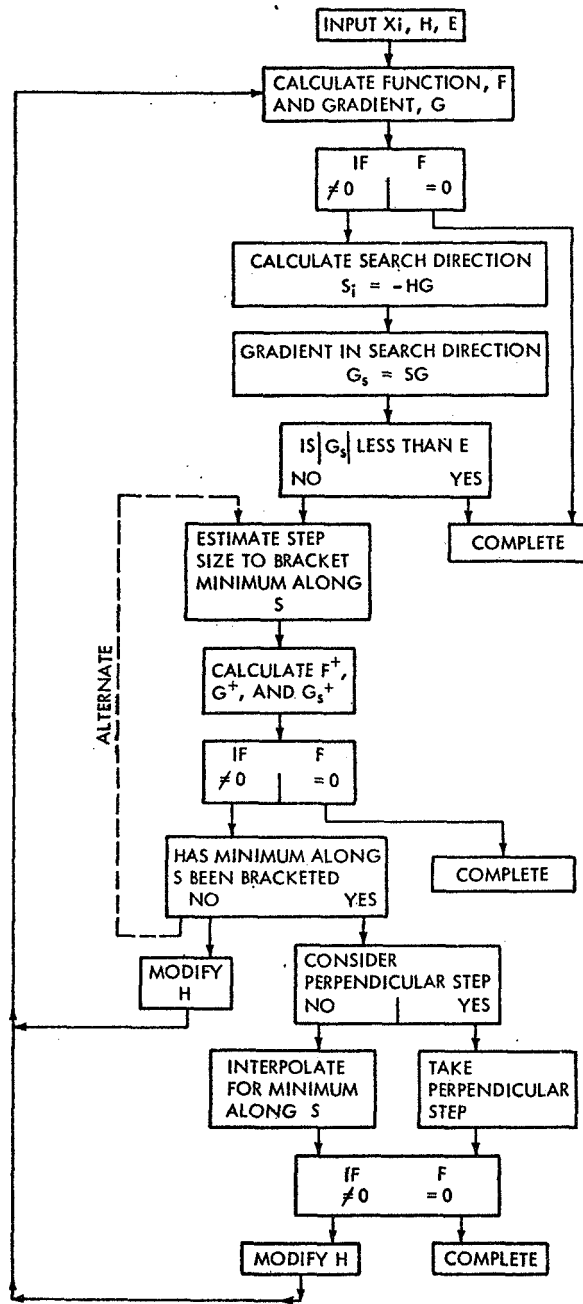 INPUT Xi, H, E
CALCULATE FUNCTION, F
AND GRADIENT, G
IF F
≠0 =0
CALCULATE SEARCH DIRECTION
Si = -HG
GRADIENT IN SEARCH DIRECTION
Gs = SG
IS |Gs| LESS THAN E
NO YES
ESTIMATE STEP
SIZE TO BRACKET
MINIMUM ALONG
S
COMPLETE
ALTERNATE
CALCULATE F+,
G+, AND Gs+
IF F
≠0 =0
HAS MINIMUM ALONG
S BEEN BRACKETED
NO YES
COMPLETE
MODIFY
H
CONSIDER
PERPENDICULAR STEP
NO YES
INTERPOLATE
FOR MINIMUM
ALONG S
TAKE
PERPENDICULAR
STEP
IF F
≠0 =0
MODIFY H
COMPLETE